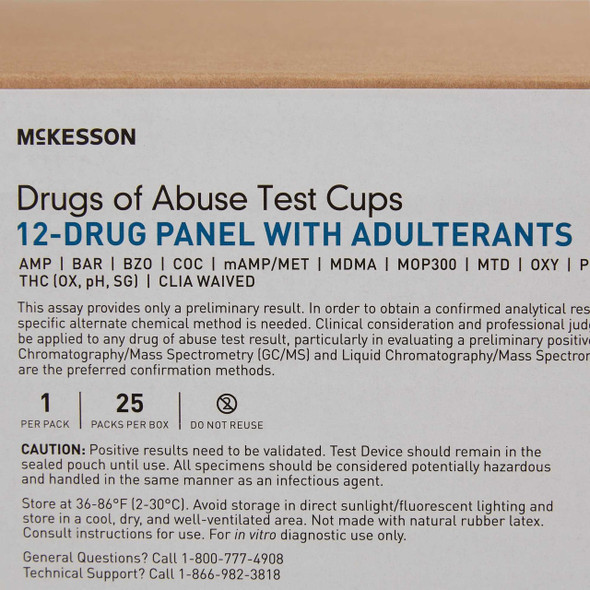 McKESSON
Drugs of Abuse Test Cups
12-DRUG PANEL WITH ADULTERANTS
AMP | BAR | BZO | COC | mAMP/MET | MDMA | MOP300 | MTD | OXY |
THC (OX, pH, SG) | CLIA WAIVED
This assay provides only a preliminary result. In order to obtain a confirmed analytical
specific alternate chemical method is needed. Clinical consideration and professional
be applied to any drug of abuse test result, particularly in evaluating a preliminary
Chromatography/Mass Spectrometry (GC/MS) and Liquid Chromatography/Mass
are the preferred confirmation methods.
1
PER PACK
25
PACKS PER BOX
2
DO NOT REUSE
CAUTION: Positive results need to be validated. Test Device should remain in the
sealed pouch until use. All specimens should be considered potentially hazardous
and handled in the same manner as an infectious agent.
Store at 36-86°F (2-30°C). Avoid storage in direct sunlight/fluorescent lighting and
store in a cool, dry, and well-ventilated area. Not made with natural rubber latex.
Consult instructions for use. For in vitro diagnostic use only.
General Questions? Call 1-800-777-4908
Technical Support? Call 1-866-982-3818